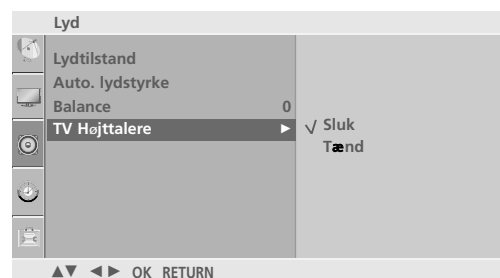 Lyd
Lydtilstand
Auto. lydstyrke
Balance 0
TV Højttalere ► √ Sluk
Tænd
▲▼ ◄► OK RETURN